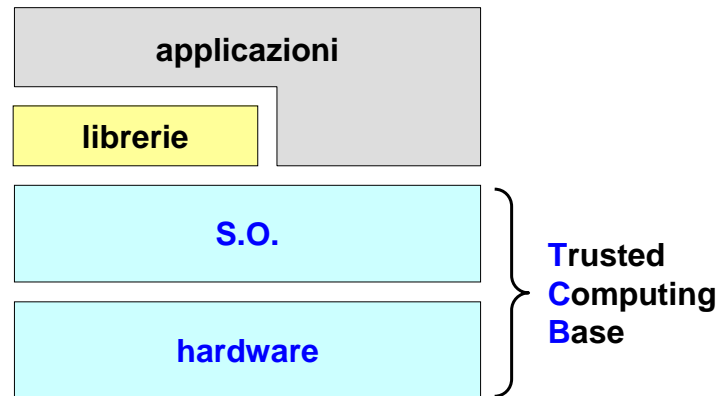 applicazioni
librerie
S.O.
hardware
Trusted
Computing
Base